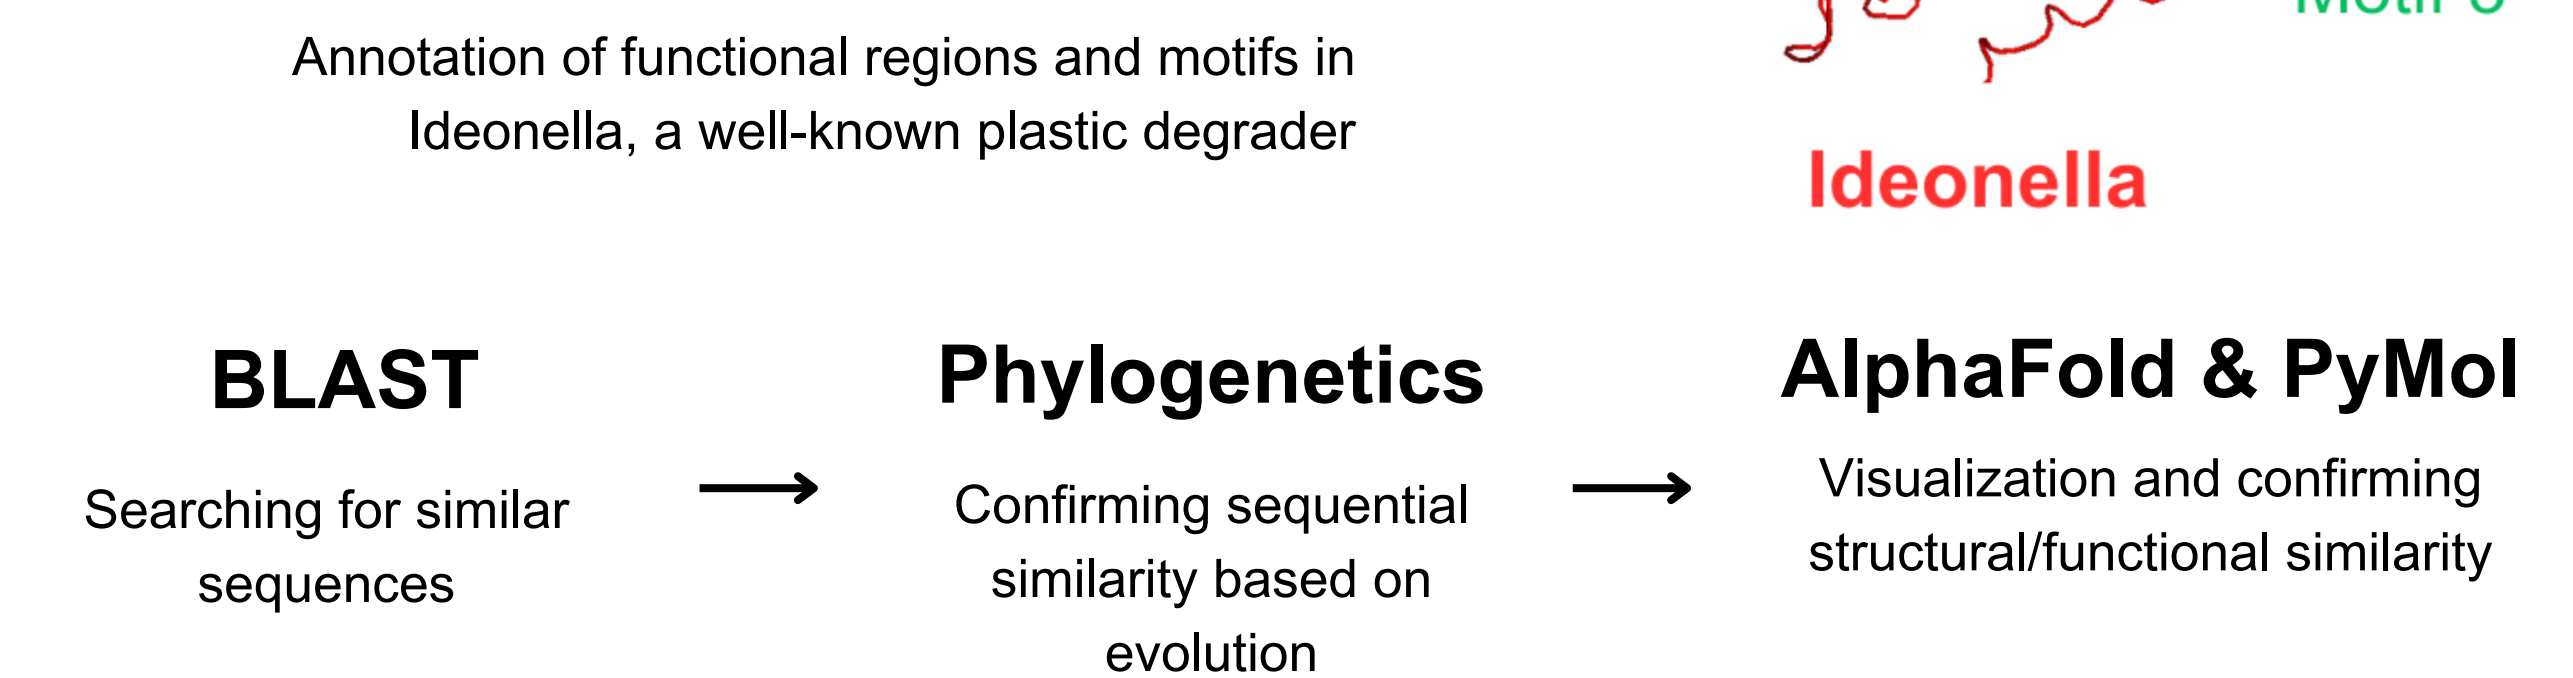 Annotation of functional regions and motifs in
Ideonella, a well-known plastic degrader
Ideonella
BLAST
Searching for similar
sequences
Phylogenetics
Confirming sequential
similarity based on
evolution
AlphaFold & PyMol
Visualization and confirming
structural/functional similarity